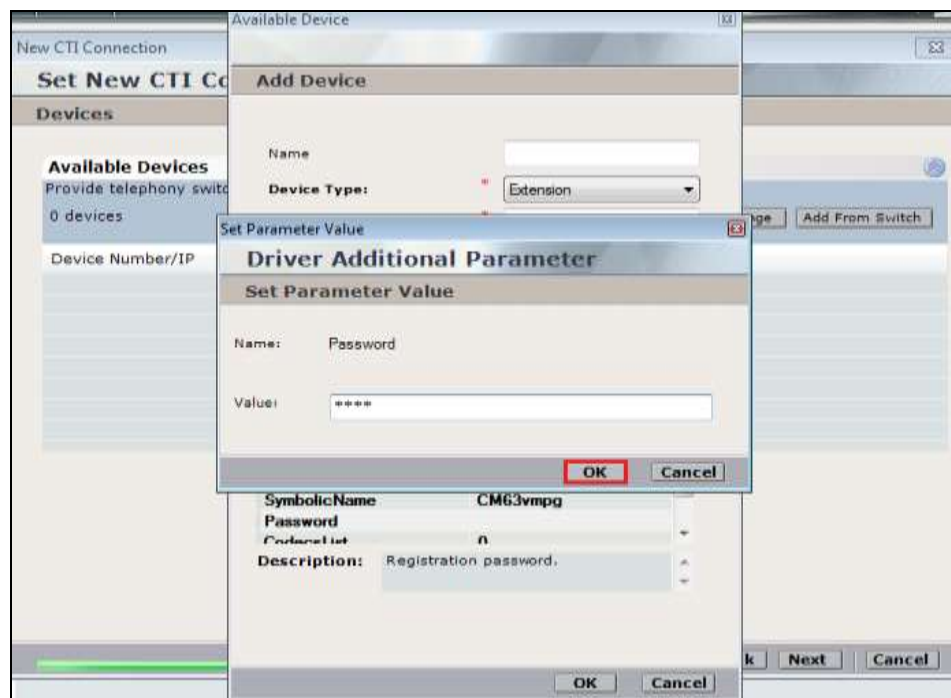 Available Device
New CTI Connection
Set New CTI Co
Add Device
Devices
Name
Available Devices
Provide telephony switc
Device Type:
*
Extension
*
0 devices
Add From Switch
Set Parameter Value
Device Number/IP
Driver Additional Parameter
Set Parameter Value
Name:
Password
Value:
****
OK
Cancel
SymbolicName
CM63vmpg
Password
CodecsList
0
Description:
Registration password.
k
Next
Cancel
OK
Cancel